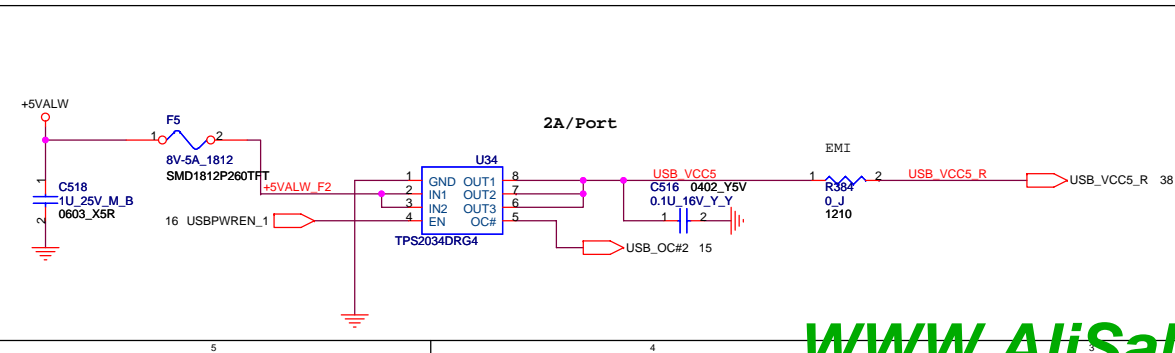 +5VALW
F5
1
2
8V-5A_1812
SMD1812P260TFT
+5VALW_F2
1
C518
1U_25V_M_B
0603_X5R
2
16 USBPWREN_1
2A/Port
U34
1
2
3
4
GND OUT1
IN1 OUT2
IN2 OUT3
EN OC#
8
7
6
5
TPS2034DRG4
USB_VCC5
C516 0402_Y5V
0.1U_16V_Y_Y
1 2
USB_OC#2 15
EMI
1 2
R384
0_J
1210
USB_VCC5_R
USB_VCC5_R 38
5
4
3